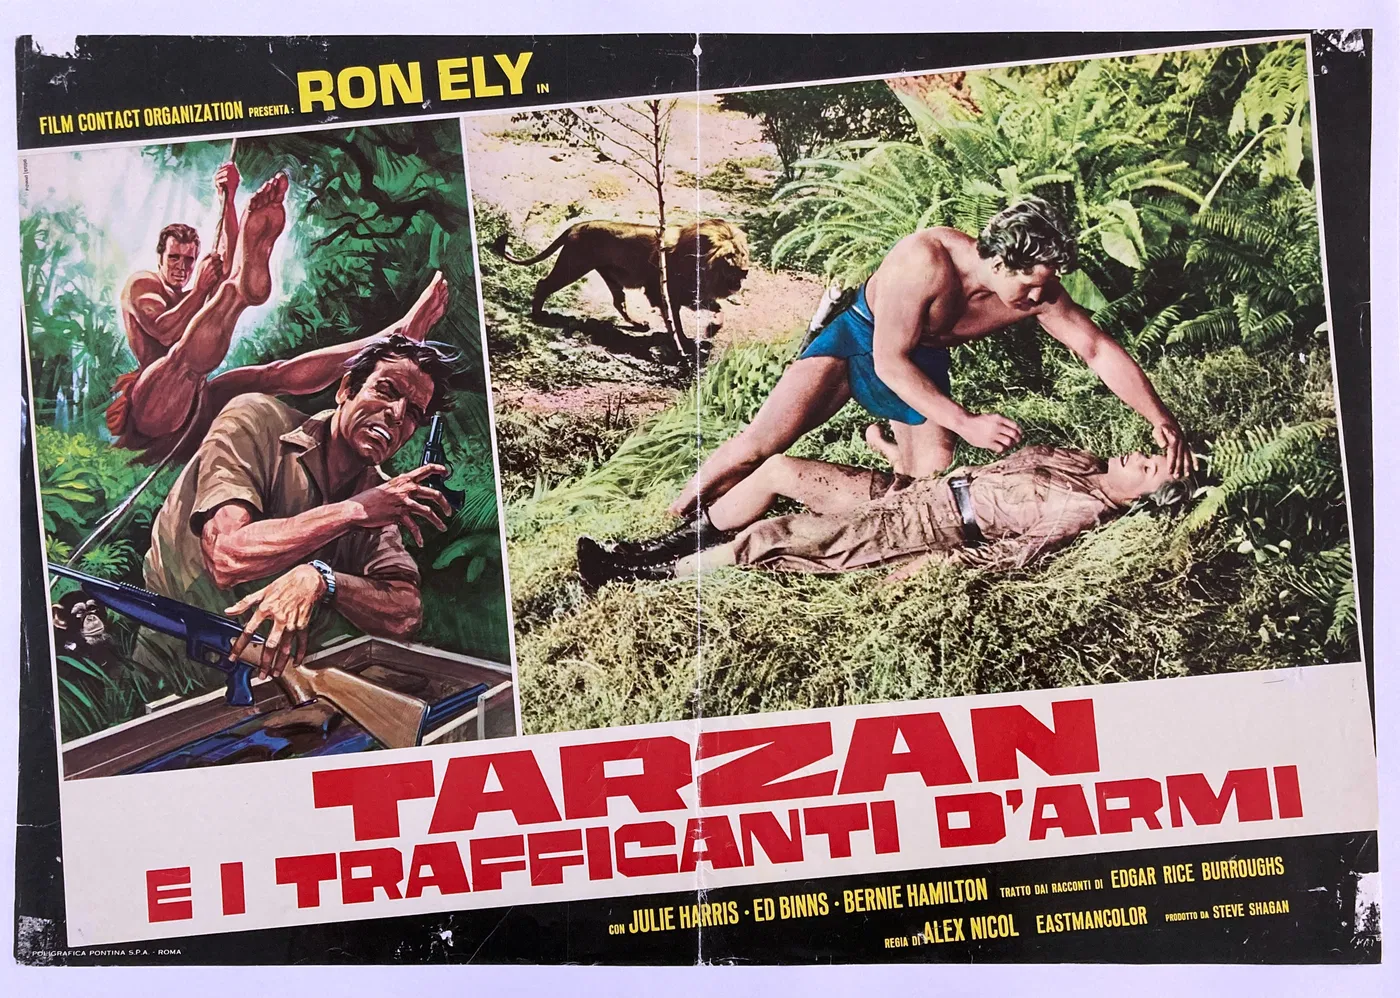 FILM CONTACT ORGANIZATION PRESENTA: RON ELY IN
TARZAN
E I TRAFFICANTI D'ARMI
CON JULIE HARRIS · ED BINNS · BERNIE HAMILTON TRATTO DAI RACCONTI DI EDGAR RICE BURROUGHS
REGIA DI ALEX NICOL EASTMANCOLOR PRODOTTO DA STEVE SHAGAN
POLIGRAFICA PONTINA S.P.A. - ROMA